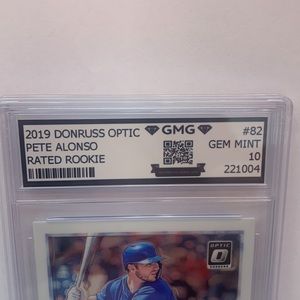 2019 DONRUSS OPTIC GMG #82
PETE ALONSO GEM MINT
RATED ROOKIE 10
221004
OPTIC